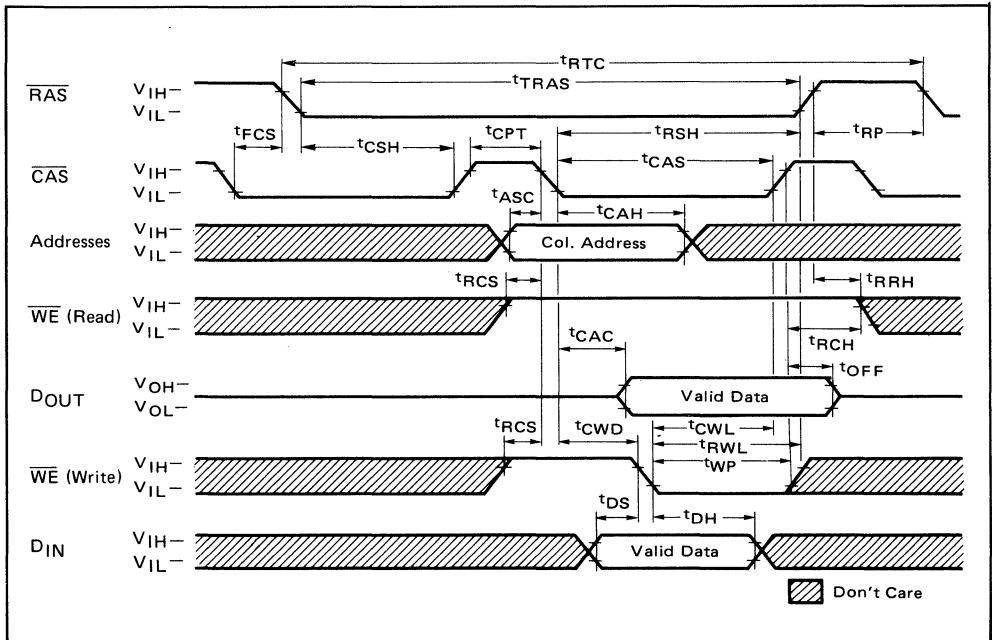 tRTC
tTRAS
RAS VIH–
VIL–
tFCS tCSH tCPT tRSH tRP
tCAS
CAS VIH–
VIL–
tASC tCAH
Addresses VIH– Col. Address
VIL–
tRCS tRRH
WE (Read) VIH–
VIL–
tCAC tRCH
tOFF
DOUT VOH– Valid Data
VOL–
tRCS tCWD tCWL
tRWL
tWP
WE (Write) VIH–
VIL–
tDS tDH
DIN VIH– Valid Data
VIL–
Don't Care